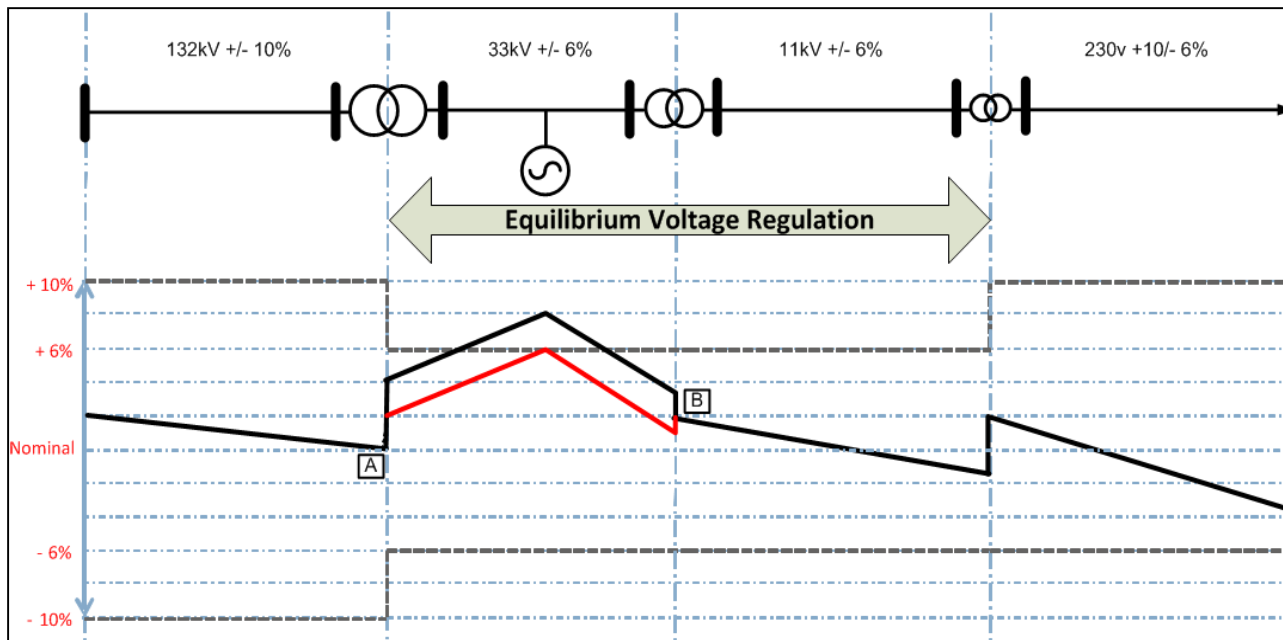 132kV +/- 10%
33kV +/- 6%
11kV +/- 6%
230v +10/- 6%
Equilibrium Voltage Regulation
+ 10%
+ 6%
B
Nominal
A
- 6%
- 10%